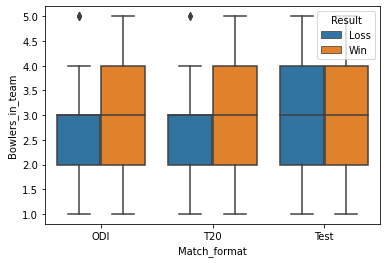 Result
Loss
Win
5.0
4.5
4.0
3.5
3.0
2.5
2.0
1.5
1.0
Bowlers_in_team
ODI
T20
Test
Match_format